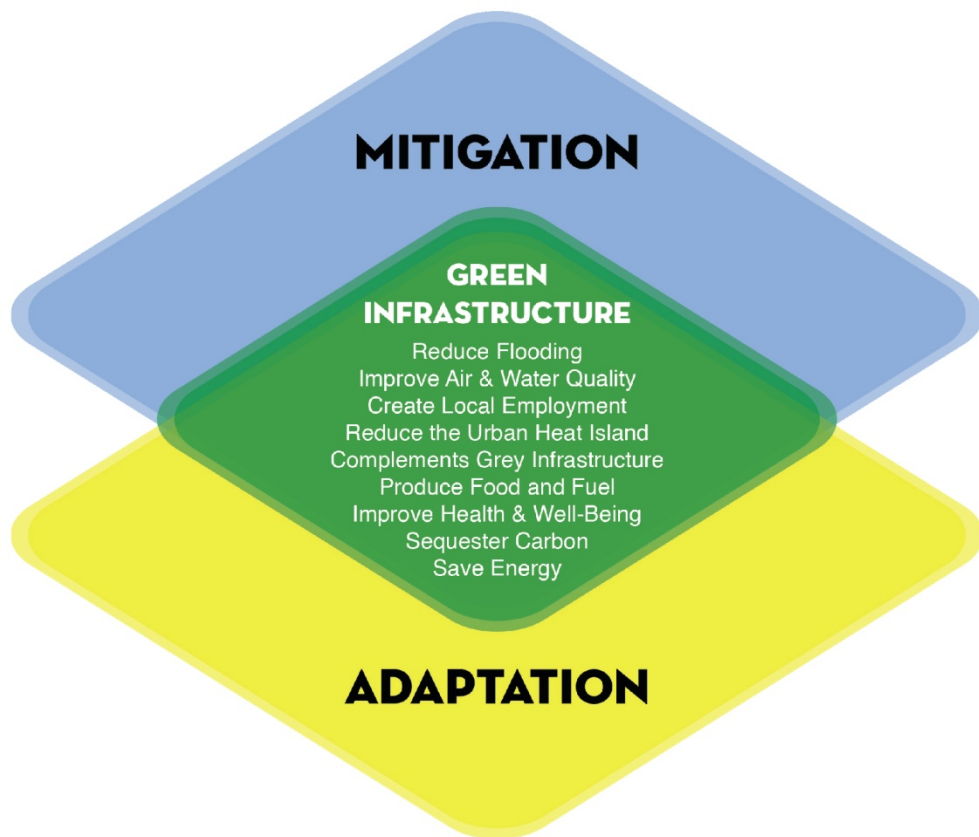 MITIGATION
GREEN
INFRASTRUCTURE
Reduce Flooding
Improve Air & Water Quality
Create Local Employment
Reduce the Urban Heat Island
Complements Grey Infrastructure
Produce Food and Fuel
Improve Health & Well-Being
Sequester Carbon
Save Energy
ADAPTATION